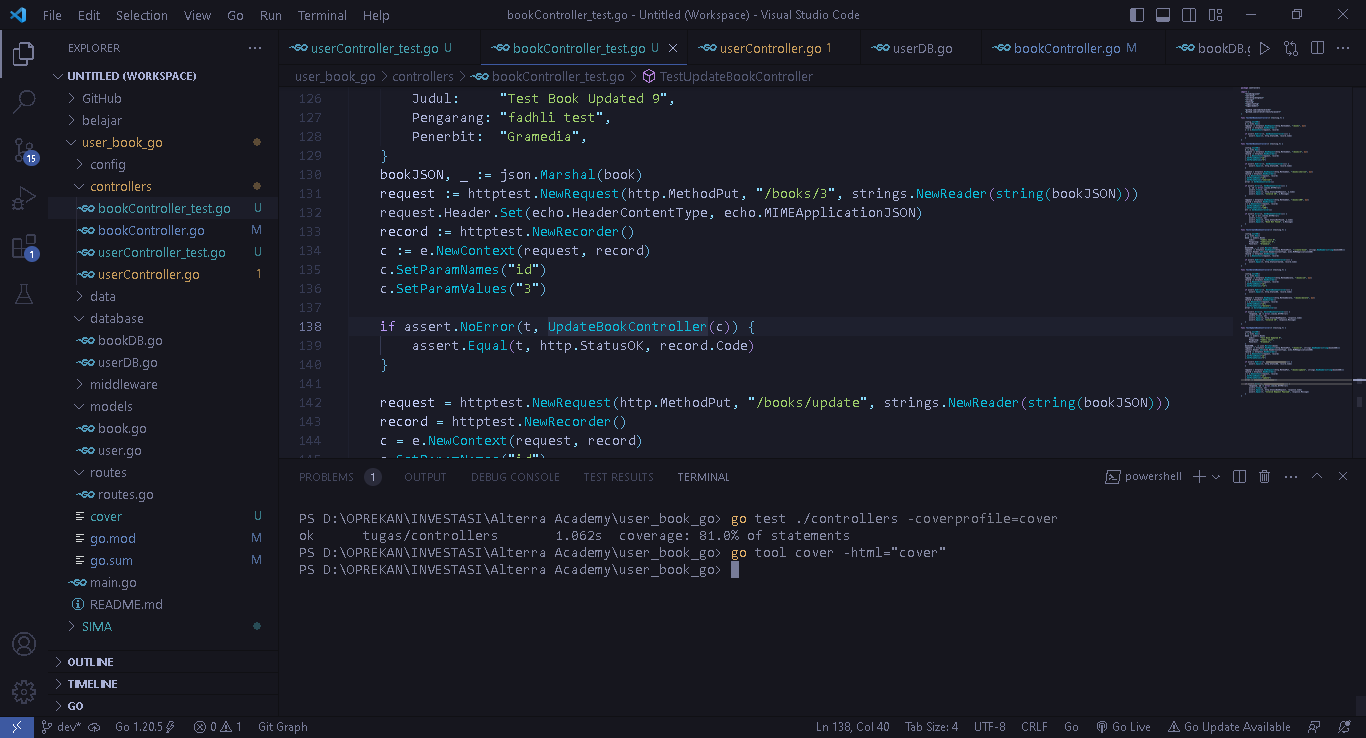 File Edit Selection View Go Run Terminal Help bookController_test.go - Untitled (Workspace) - Visual Studio Code
EXPLORER
UNTITLED (WORKSPACE)
GitHub
belajar
user_book_go
config
controllers
bookController_test.go U
bookController.go M
userController_test.go U
userController.go 1
data
database
bookDB.go
userDB.go
middleware
models
book.go
user.go
routes
routes.go
cover U
go.mod M
go.sum M
main.go
README.md
SIMA
OUTLINE
TIMELINE
GO
15
1
userController_test.go U bookController_test.go U userController.go 1 userDB.go bookController.go M bookDB.g
user_book_go > controllers > bookController_test.go > TestUpdateBookController
126 Judul: "Test Book Updated 9",
127 Pengarang: "fadhli test",
128 Penerbit: "Gramedia",
129 }
130 bookJSON, _ := json.Marshal(book)
131 request := httptest.NewRequest(http.MethodPut, "/books/3", strings.NewReader(string(bookJSON)))
132 request.Header.Set(echo.HeaderContentType, echo.MIMEApplicationJSON)
133 record := httptest.NewRecorder()
134 c := e.NewContext(request, record)
135 c.SetParamNames("id")
136 c.SetParamValues("3")
137
138 if assert.NoError(t, UpdateBookController(c)) {
139 assert.Equal(t, http.StatusOK, record.Code)
140 }
141
142 request = httptest.NewRequest(http.MethodPut, "/books/update", strings.NewReader(string(bookJSON)))
143 record = httptest.NewRecorder()
144 c = e.NewContext(request, record)
145 c.SetParamNames("id")
PROBLEMS 1 OUTPUT DEBUG CONSOLE TEST RESULTS TERMINAL powershell
PS D:\OPREKAN\INVESTASI\Alterra Academy\user_book_go> go test ./controllers -coverprofile=cover
ok tugas/controllers 1.062s coverage: 81.0% of statements
PS D:\OPREKAN\INVESTASI\Alterra Academy\user_book_go> go tool cover -html="cover"
PS D:\OPREKAN\INVESTASI\Alterra Academy\user_book_go>
dev* Go 1.20.5 0 1 Git Graph Ln 138, Col 40 Tab Size: 4 UTF-8 CRLF Go Go Live Go Update Available